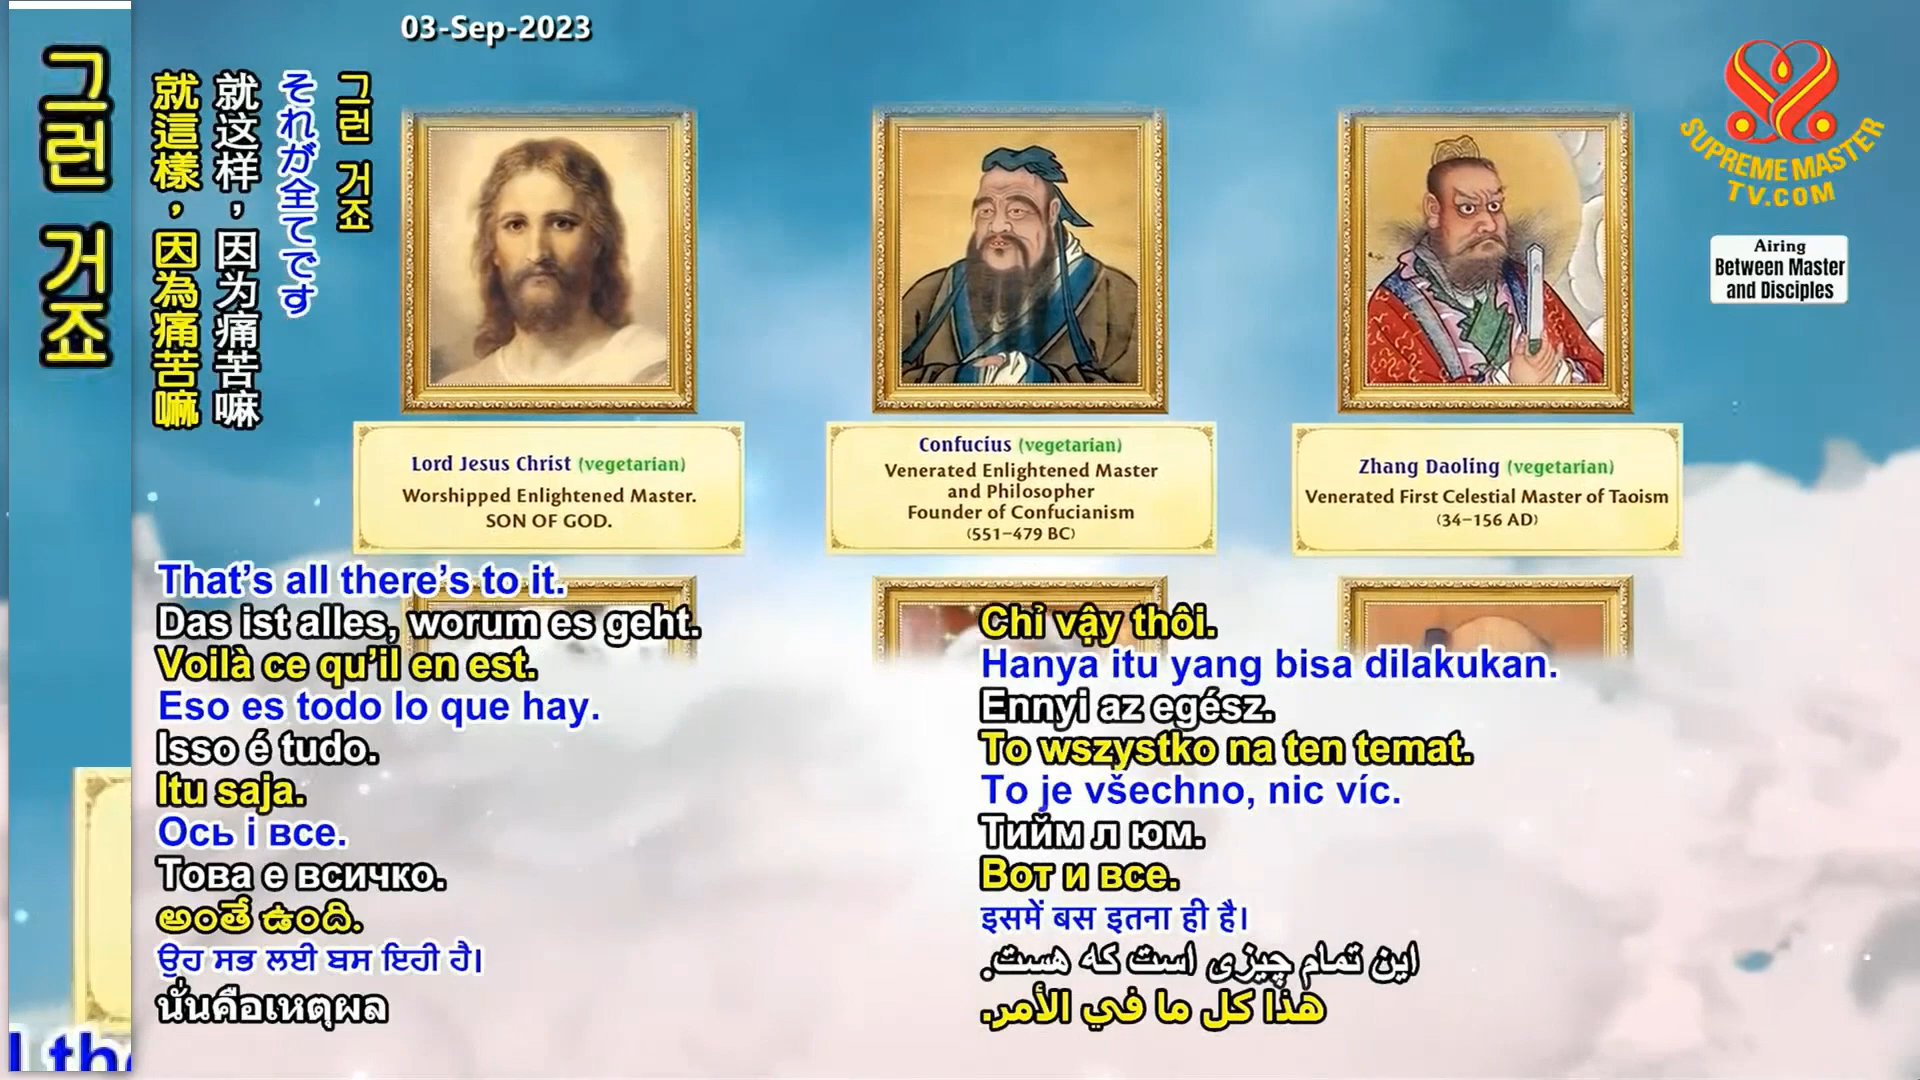 03-Sep-2023
그런 거죠
그런 거죠
それが全てです
就这样，因为痛苦嘛
就這樣，因為痛苦嘛
SUPREME MASTER
TV.COM
Airing
Between Master
and Disciples
Lord Jesus Christ (vegetarian)
Worshipped Enlightened Master.
SON OF GOD.
Confucius (vegetarian)
Venerated Enlightened Master
and Philosopher
Founder of Confucianism
(551–479 BC)
Zhang Daoling (vegetarian)
Venerated First Celestial Master of Taoism
(34–156 AD)
That's all there's to it.
Das ist alles, worum es geht.
Voilà ce qu'il en est.
Eso es todo lo que hay.
Isso é tudo.
Itu saja.
Ось і все.
Това е всичко.
అంతే ఉంది.
ਉਹ ਸਭ ਲਈ ਬਸ ਇਹੀ ਹੈ।
นั่นคือเหตุผล
Chỉ vậy thôi.
Hanya itu yang bisa dilakukan.
Ennyi az egész.
To wszystko na ten temat.
To je všechno, nic víc.
Тийм л юм.
Вот и все.
इसमें बस इतना ही है।
این تمام چیزی است که هست.
هذا كل ما في الأمر.